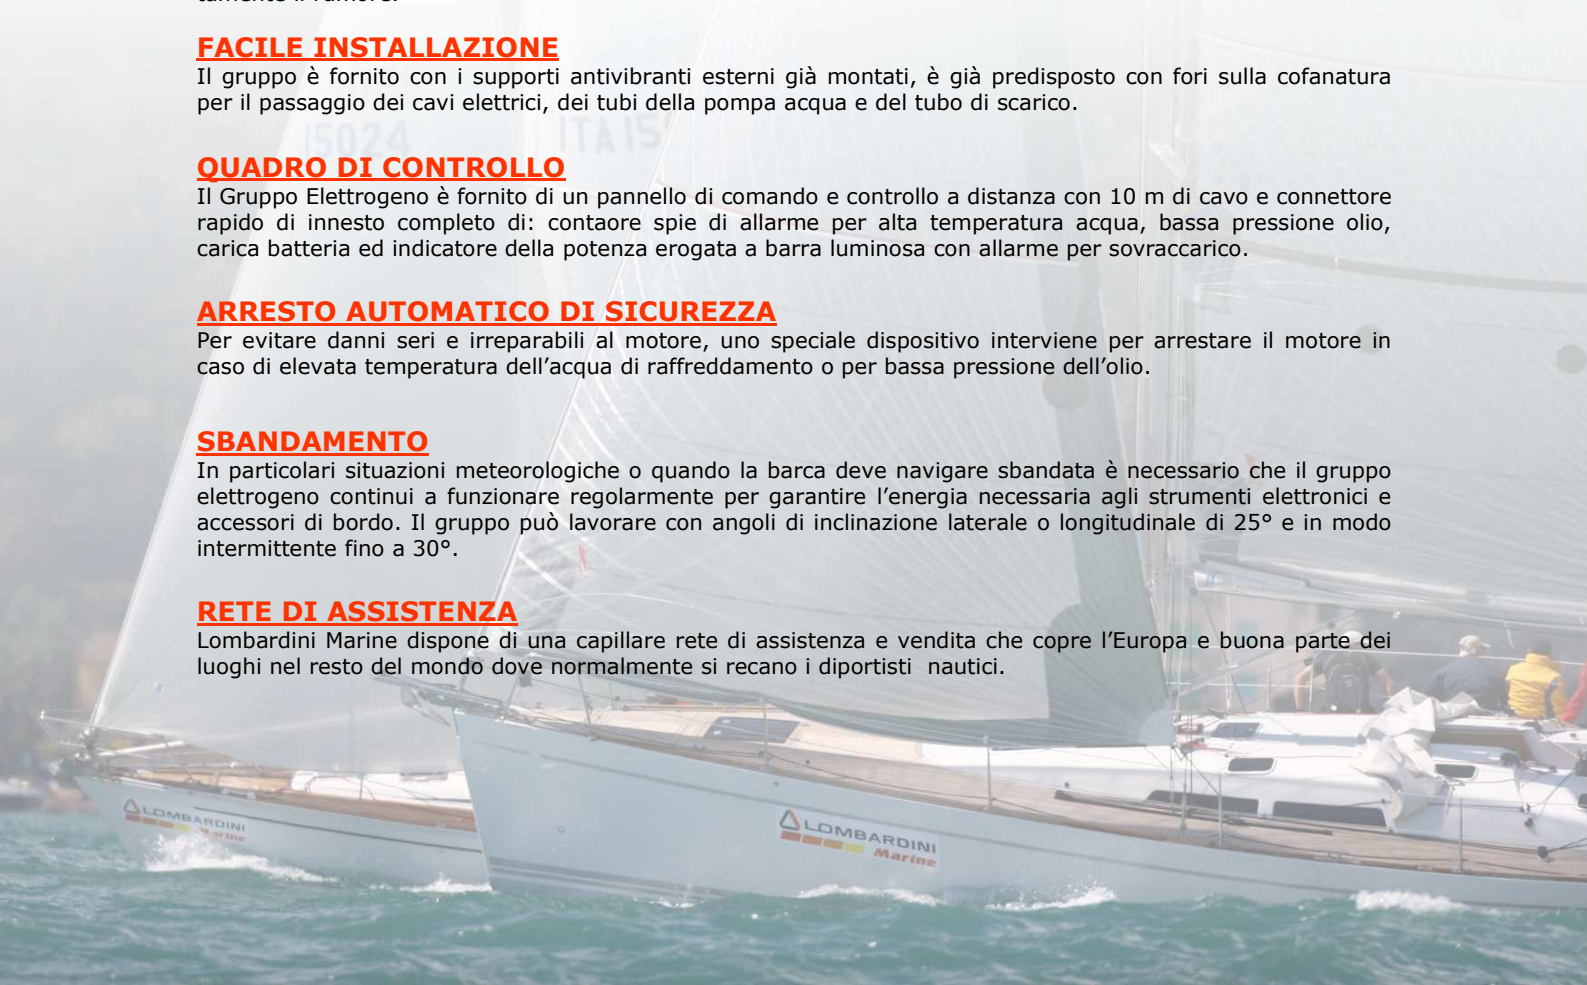 FACILE INSTALLAZIONE
Il gruppo è fornito con i supporti antivibranti esterni già montati, è già predisposto con fori sulla cofanatura
per il passaggio dei cavi elettrici, dei tubi della pompa acqua e del tubo di scarico.
15024
ITA 15
QUADRO DI CONTROLLO
Il Gruppo Elettrogeno è fornito di un pannello di comando e controllo a distanza con 10 m di cavo e connettore
rapido di innesto completo di: contaore spie di allarme per alta temperatura acqua, bassa pressione olio,
carica batteria ed indicatore della potenza erogata a barra luminosa con allarme per sovraccarico.
ARRESTO AUTOMATICO DI SICUREZZA
Per evitare danni seri e irreparabili al motore, uno speciale dispositivo interviene per arrestare il motore in
caso di elevata temperatura dell’acqua di raffreddamento o per bassa pressione dell’olio.
SBANDAMENTO
In particolari situazioni meteorologiche o quando la barca deve navigare sbandata è necessario che il gruppo
elettrogeno continui a funzionare regolarmente per garantire l’energia necessaria agli strumenti elettronici e
accessori di bordo. Il gruppo può lavorare con angoli di inclinazione laterale o longitudinale di 25° e in modo
intermittente fino a 30°.
RETE DI ASSISTENZA
Lombardini Marine dispone di una capillare rete di assistenza e vendita che copre l’Europa e buona parte dei
luoghi nel resto del mondo dove normalmente si recano i diportisti nautici.
LOMBARDINI
Marine
LOMBARDINI
Marine